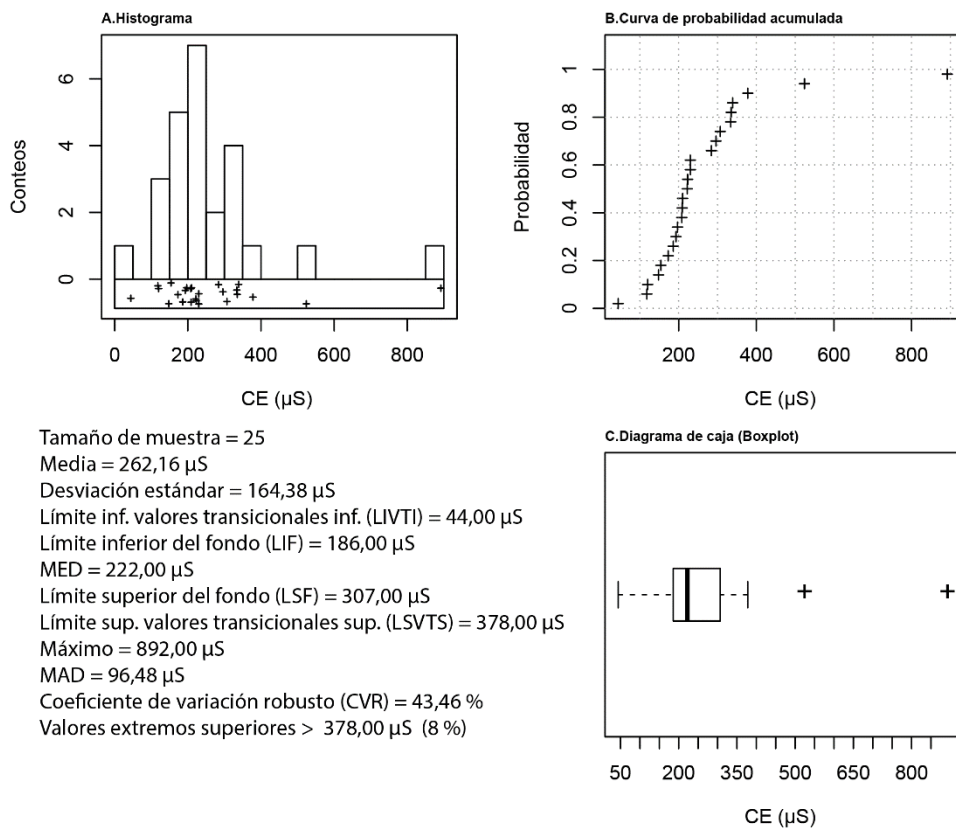 A.Histograma
Conteos
6
4
2
0
0 200 400 600 800
CE (µS)
B.Curva de probabilidad acumulada
Probabilidad
1
0.8
0.6
0.4
0.2
0
200 400 600 800
CE (µS)
Tamaño de muestra = 25
Media = 262,16 µS
Desviación estándar = 164,38 µS
Límite inf. valores transicionales inf. (LIVTI) = 44,00 µS
Límite inferior del fondo (LIF) = 186,00 µS
MED = 222,00 µS
Límite superior del fondo (LSF) = 307,00 µS
Límite sup. valores transicionales sup. (LSVTS) = 378,00 µS
Máximo = 892,00 µS
MAD = 96,48 µS
Coeficiente de variación robusto (CVR) = 43,46 %
Valores extremos superiores > 378,00 µS (8 %)
C.Diagrama de caja (Boxplot)
50 200 350 500 650 800
CE (µS)